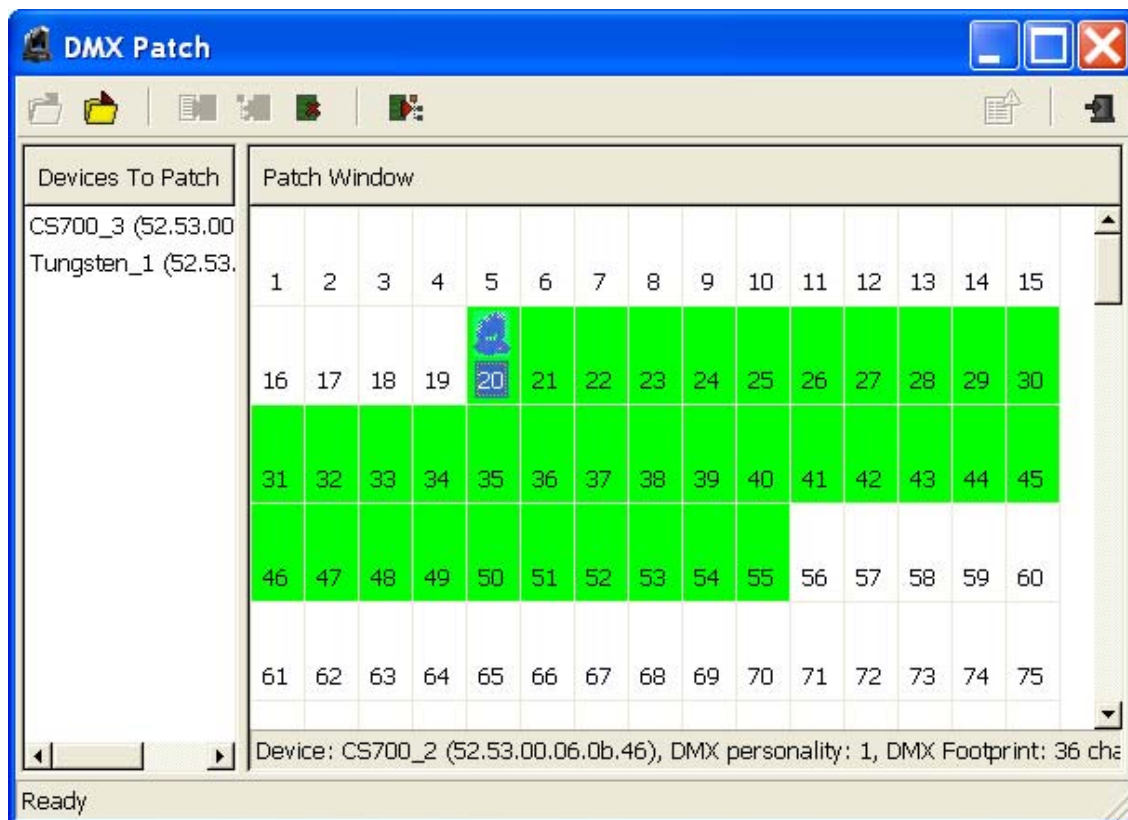 DMX Patch
Devices To Patch
Patch Window
CS700_3 (52.53.00
Tungsten_1 (52.53.
1 2 3 4 5 6 7 8 9 10 11 12 13 14 15
16 17 18 19 20 21 22 23 24 25 26 27 28 29 30
31 32 33 34 35 36 37 38 39 40 41 42 43 44 45
46 47 48 49 50 51 52 53 54 55 56 57 58 59 60
61 62 63 64 65 66 67 68 69 70 71 72 73 74 75
Device: CS700_2 (52.53.00.06.0b.46), DMX personality: 1, DMX Footprint: 36 cha
Ready